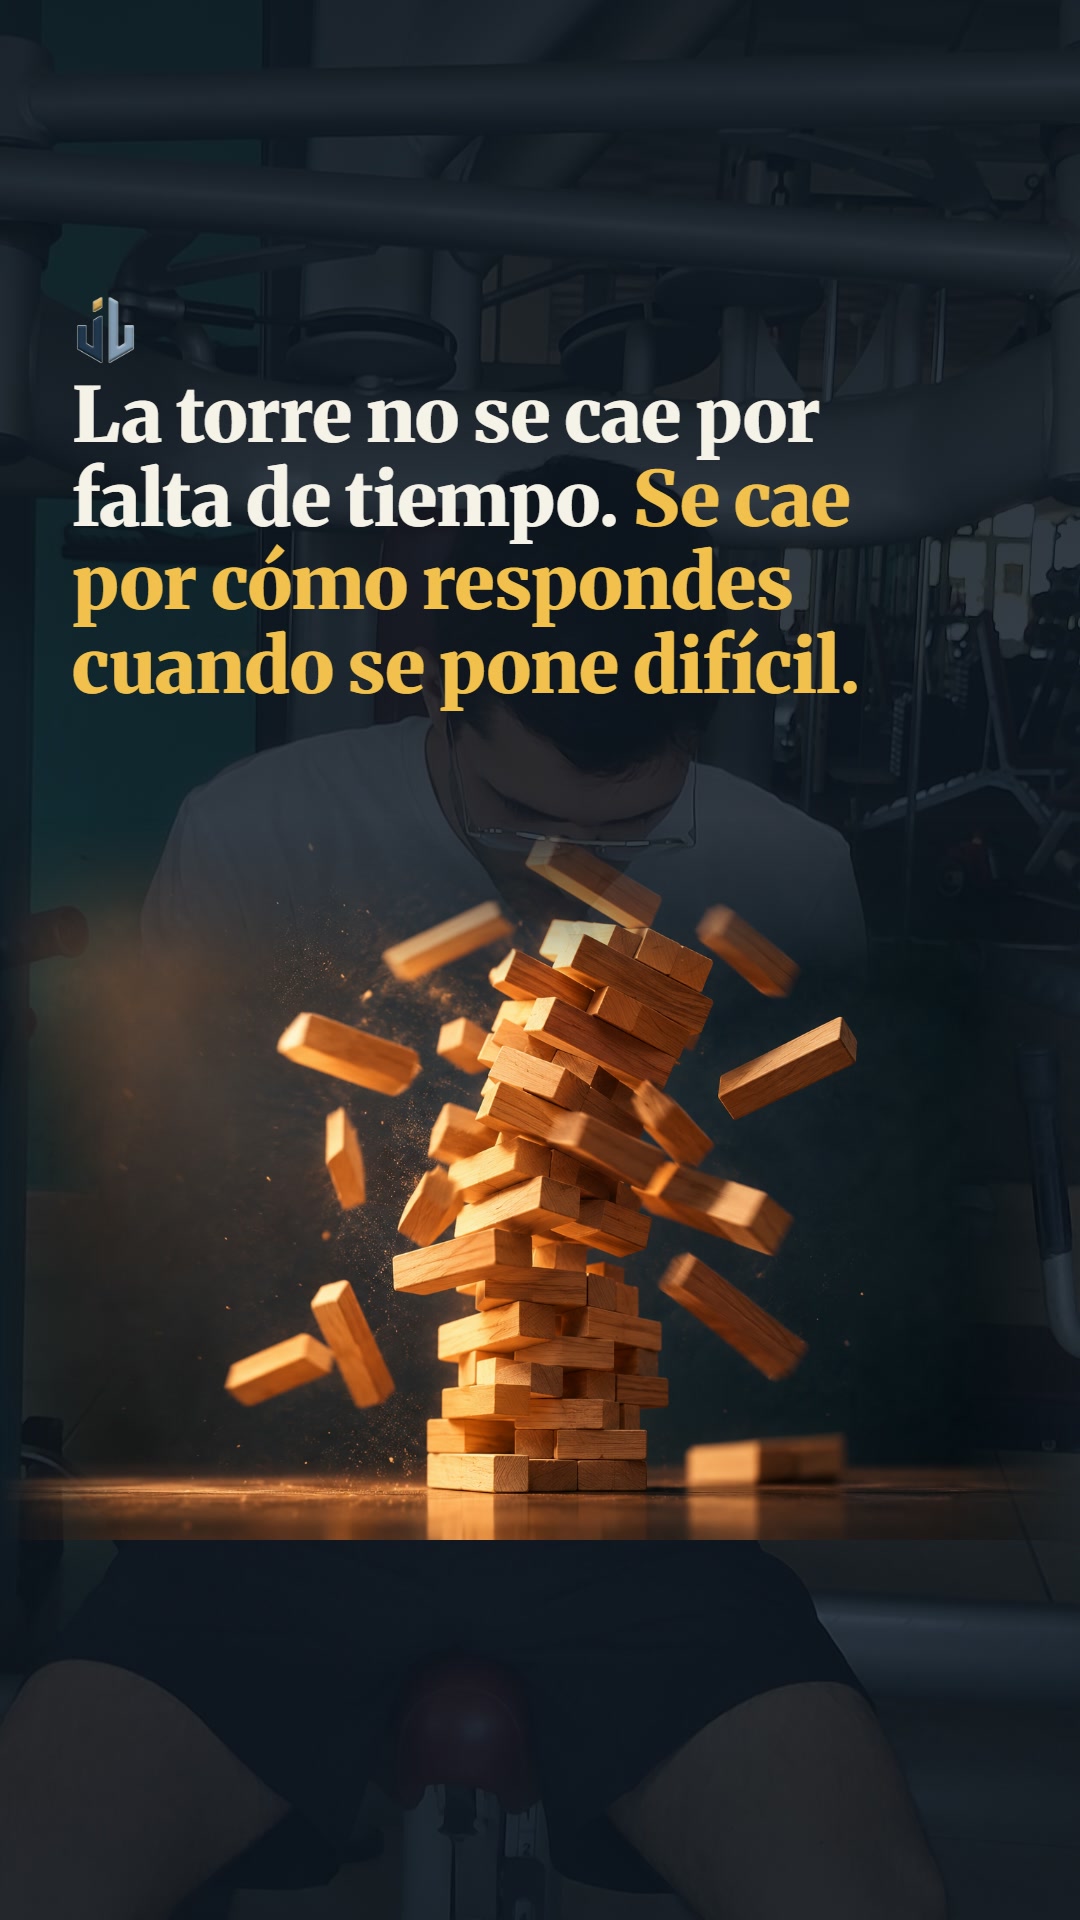 La torre no se cae por
falta de tiempo. Se cae
por cómo respondes
cuando se pone difícil.